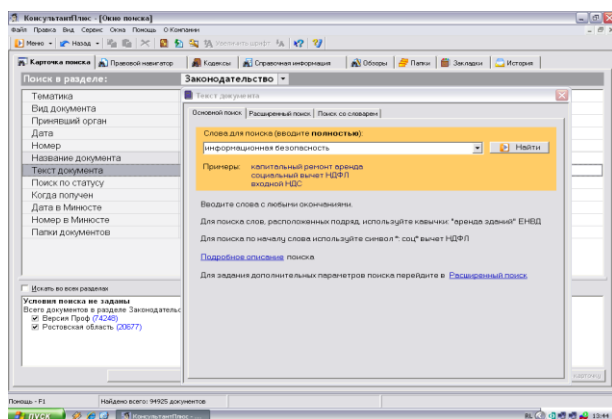 КонсультантПлюс - [Окно поиска]
Файл Правка Вид Сервис Окна Помощь О Компании
Меню Назад Увеличить шрифт
Карточка поиска Правовой навигатор Кодексы Справочная информация Обзоры Папки Закладки История
Поиск в разделе: Законодательство
Тематика
Вид документа
Принявший орган
Дата
Номер
Название документа
Текст документа
Поиск по статусу
Когда получен
Дата в Минюсте
Номер в Минюсте
Папки документов
Текст документа
Основной поиск Расширенный поиск Поиск со словарем
Слова для поиска (вводите полностью):
информационная безопасность Найти
Примеры: капитальный ремонт аренда
социальный вычет НДФЛ
входной НДС
Вводите слова с любыми окончаниями.
Для поиска слов, расположенных подряд, используйте кавычки: "аренда зданий" ЕНВД
Для поиска по началу слова используйте символ *: соц* вычет НДФЛ
Подробное описание поиска
Для задания дополнительных параметров поиска перейдите в Расширенный поиск
Искать во всех разделах
Условия поиска не заданы
Всего документов в разделе Законодательс
Версия Проф (74248)
Ростовская область (20677)
Помощь - F1 Найдено всего: 94925 документов
пуск КонсультантПлюс - ... RL 13:44